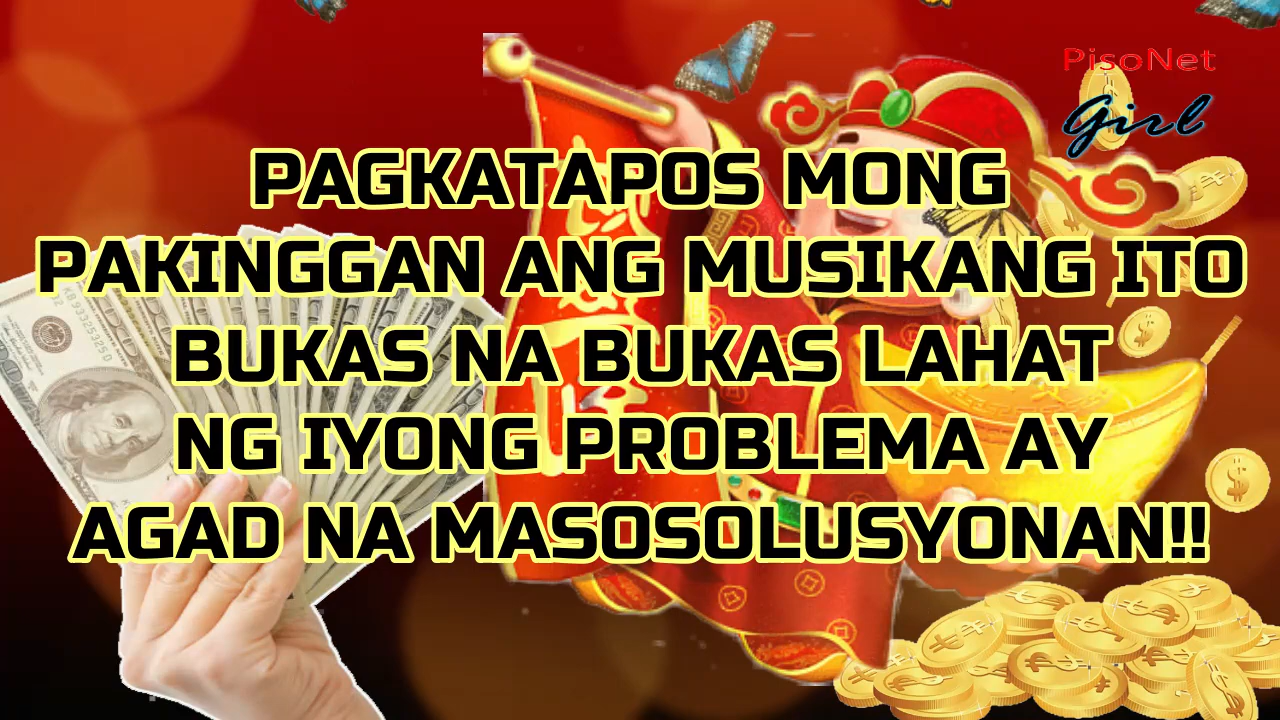 PisoNet
Girl
PAGKATAPOS MONG
PAKINGGAN ANG MUSIKANG ITO
BUKAS NA BUKAS LAHAT
NG IYONG PROBLEMA AY
AGAD NA MASOSOLUSYONAN!!